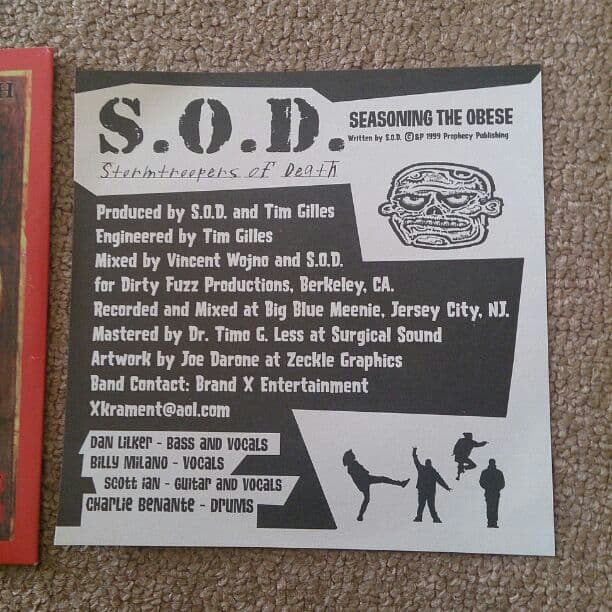 H
S.O.D.
Stormtroopers of Death
SEASONING THE OBESE
Written by S.O.D. ©&P 1999 Prophecy Publishing
Produced by S.O.D. and Tim Gilles
Engineered by Tim Gilles
Mixed by Vincent Wojno and S.O.D.
for Dirty Fuzz Productions, Berkeley, CA.
Recorded and Mixed at Big Blue Meenie, Jersey City, NJ.
Mastered by Dr. Timo G. Less at Surgical Sound
Artwork by Joe Darone at Zeckle Graphics
Band Contact: Brand X Entertainment
Xkrament@aol.com
DAN LILKER - BASS AND VOCALS
BILLY MILANO - VOCALS
SCOTT IAN - GUITAR AND VOCALS
CHARLIE BENANTE - DRUMS